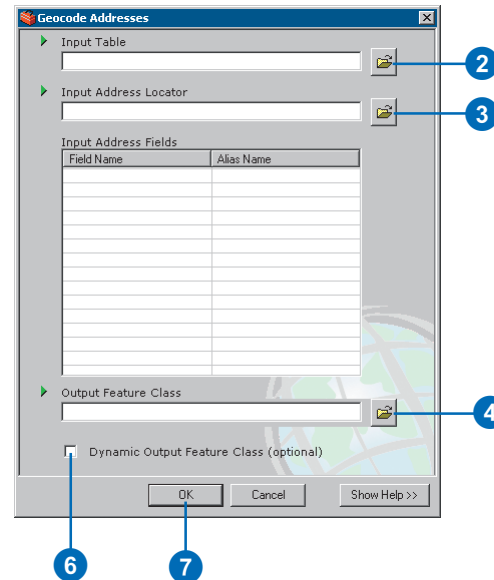 Geocode Addresses
Input Table
2
Input Address Locator
3
Input Address Fields
Field Name Alias Name
Output Feature Class
4
Dynamic Output Feature Class (optional)
OK Cancel Show Help >>
6 7